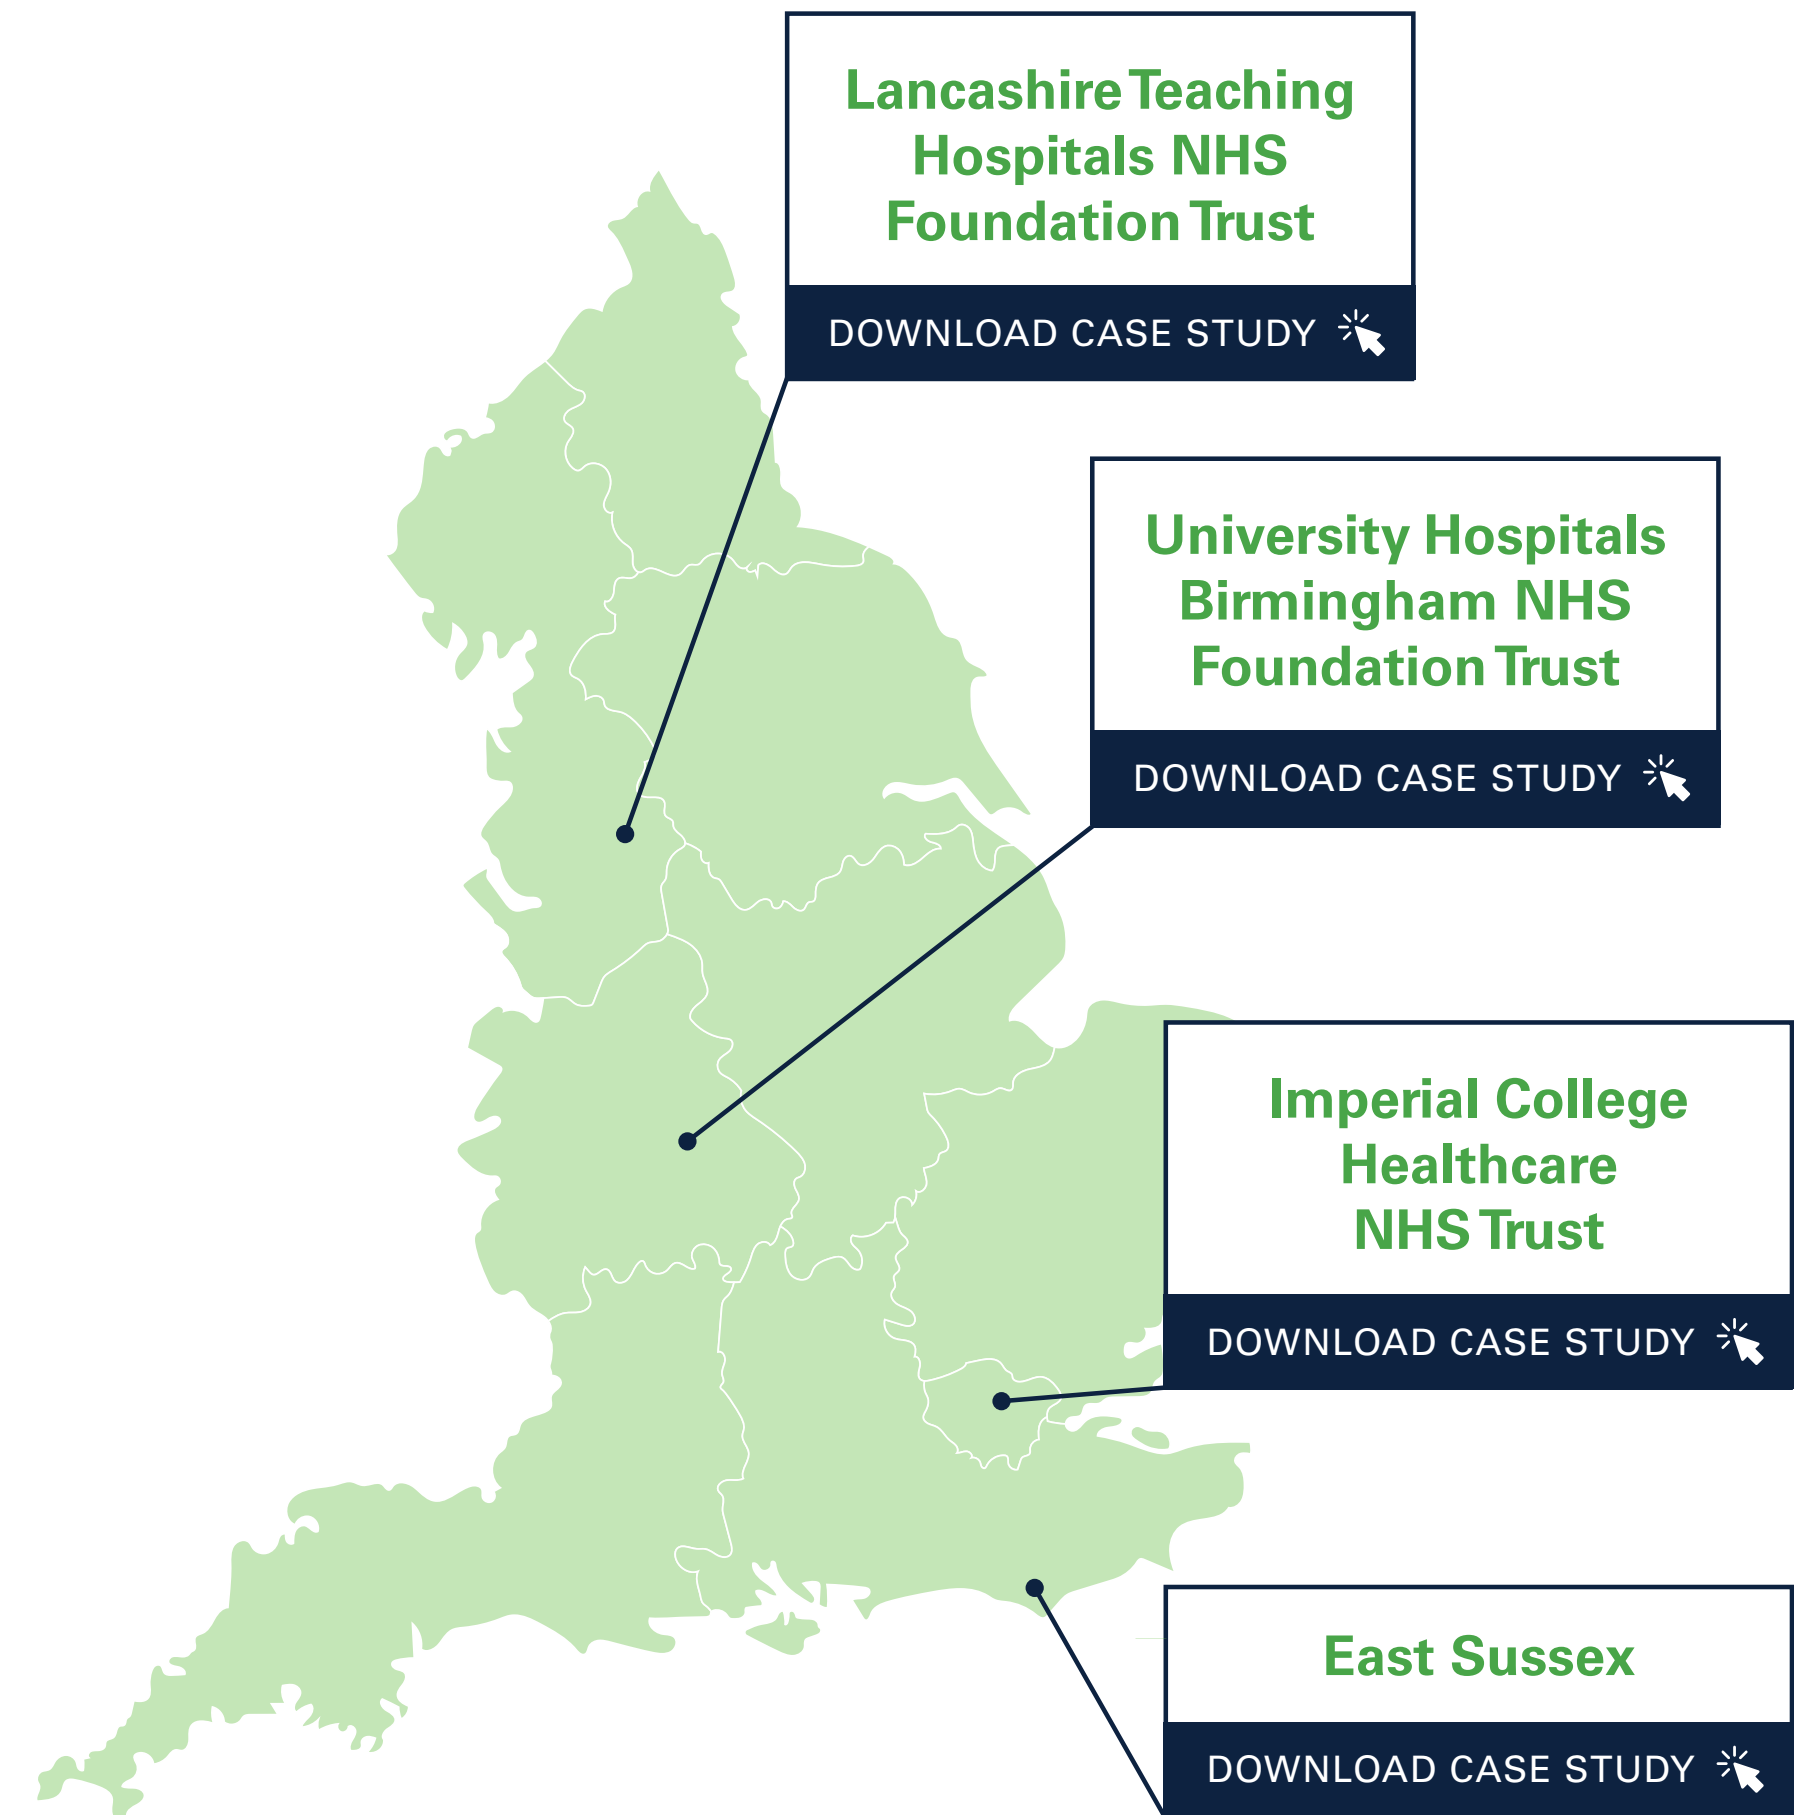 Lancashire Teaching
Hospitals NHS
Foundation Trust
DOWNLOAD CASE STUDY
University Hospitals
Birmingham NHS
Foundation Trust
DOWNLOAD CASE STUDY
Imperial College
Healthcare
NHS Trust
DOWNLOAD CASE STUDY
East Sussex
DOWNLOAD CASE STUDY